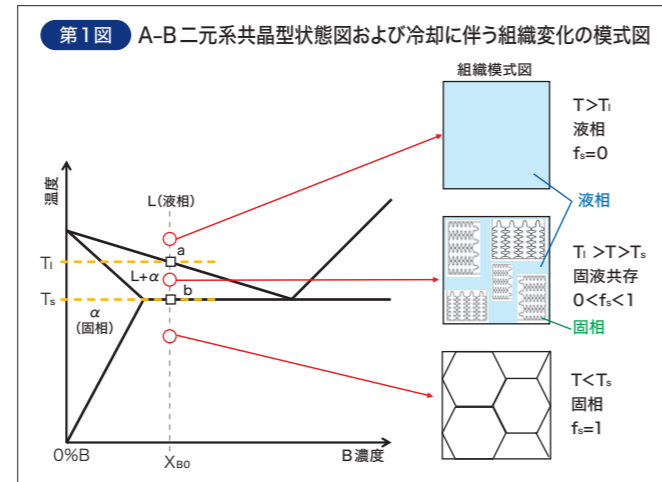 第1図 A-B二元系共晶型状態図および冷却に伴う組織変化の模式図
組織模式図
T>Tl
液相
fs=0
液相
温度
L(液相)
a
Tl
L+α
Tl >T>Ts
固液共存
0<fs<1
固相
b
Ts
α
(固相)
T<Ts
固相
fs=1
0%B
XB0
B濃度